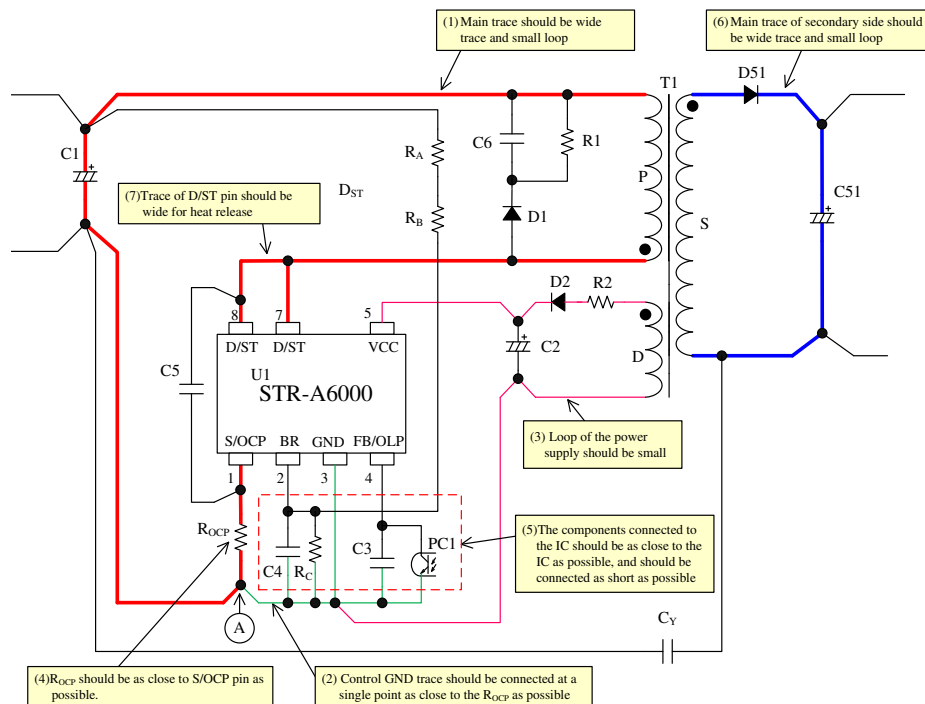 (1) Main trace should be wide
trace and small loop
(6) Main trace of secondary side should
be wide trace and small loop
T1
D51
C1
C6
R1
RA
P
C51
(7)Trace of D/ST pin should be
wide for heat release
DST
RB
D1
S
D2
R2
8
7
5
D/ST
D/ST
VCC
C2
D
C5
U1
STR-A6000
(3) Loop of the power
supply should be small
S/OCP
BR
GND
FB/OLP
1
2
3
4
ROCP
C4
RC
C3
PC1
(5)The components connected to
the IC should be as close to the
IC as possible, and should be
connected as short as possible
A
CY
(4)ROCP should be as close to S/OCP pin as
possible.
(2) Control GND trace should be connected at a
single point as close to the ROCP as possible